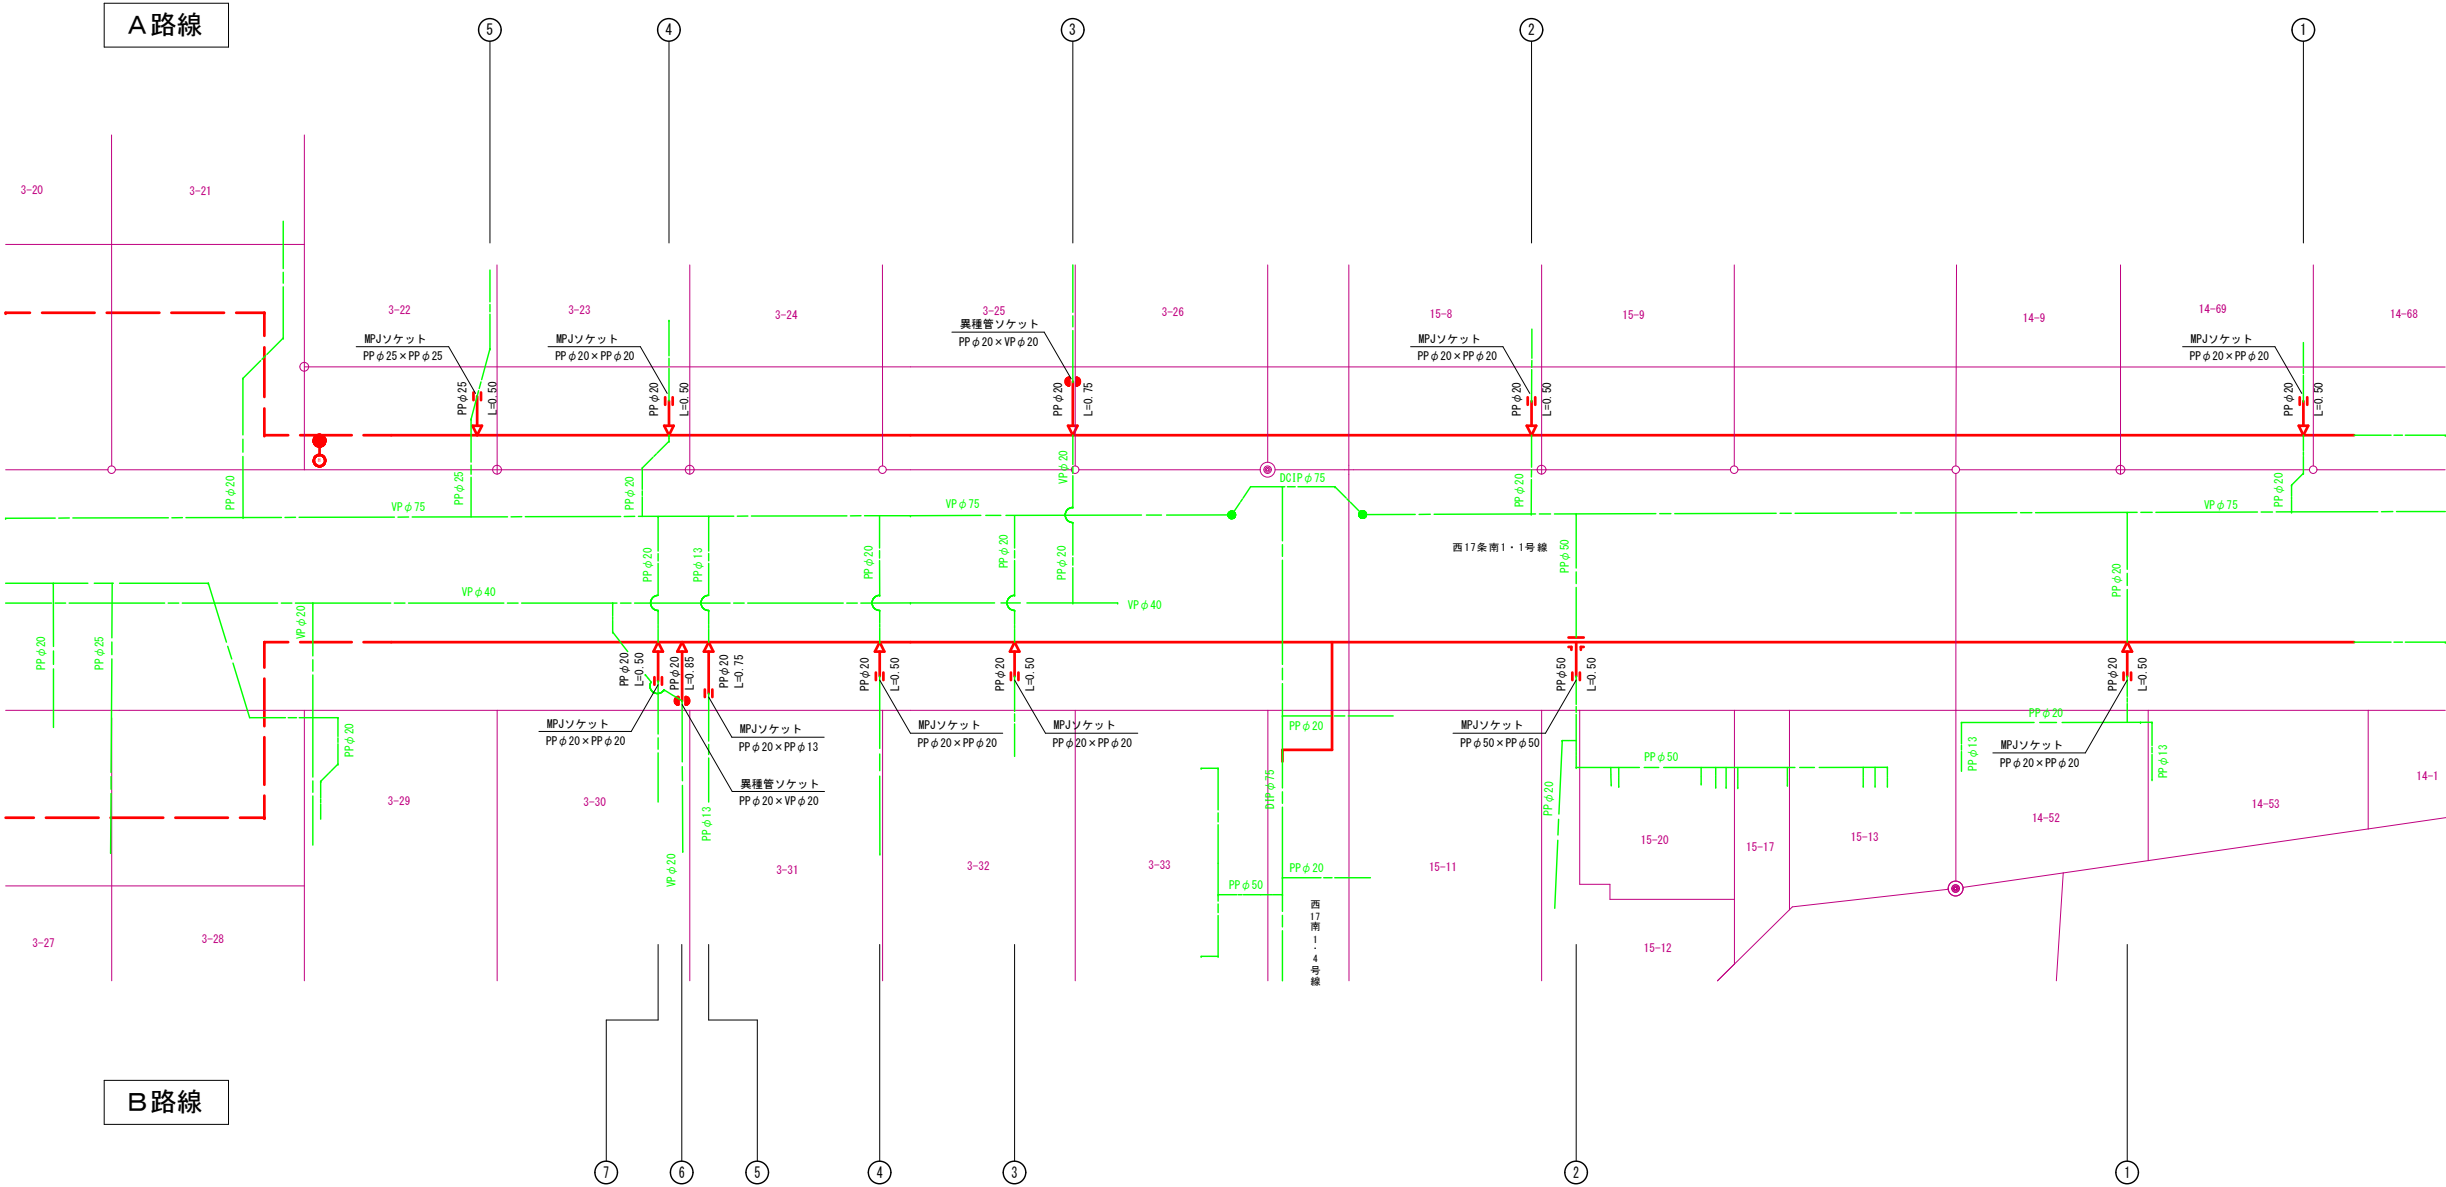 A路線
⑤
④
③
②
①
3-20
3-21
3-22
3-23
3-24
3-25
3-26
15-8
15-9
14-9
14-69
14-68
MPJソケット
PPφ25×PPφ25
MPJソケット
PPφ20×PPφ20
異種管ソケット
PPφ20×VPφ20
MPJソケット
PPφ20×PPφ20
MPJソケット
PPφ20×PPφ20
PPφ25
L=0.50
PPφ20
L=0.50
PPφ20
L=0.75
PPφ20
L=0.50
PPφ20
L=0.50
PPφ20
PPφ25
PPφ20
VPφ20
DCIPφ75
PPφ20
PPφ20
VPφ75
VPφ75
VPφ75
西17条南1・1号線
PPφ20
PPφ13
PPφ20
PPφ20
PPφ20
PPφ50
PPφ20
VPφ40
VPφ40
PPφ20
PPφ25
VPφ20
PPφ20
PPφ20
L=0.50
PPφ20
L=0.85
PPφ20
L=0.75
PPφ20
L=0.50
PPφ20
L=0.50
PPφ50
L=0.50
PPφ20
L=0.50
MPJソケット
PPφ20×PPφ20
MPJソケット
PPφ20×PPφ13
異種管ソケット
PPφ20×VPφ20
MPJソケット
PPφ20×PPφ20
MPJソケット
PPφ20×PPφ20
MPJソケット
PPφ50×PPφ50
MPJソケット
PPφ20×PPφ20
PPφ20
PPφ20
PPφ13
PPφ13
PPφ50
PPφ20
DIPφ75
PPφ13
VPφ20
PPφ20
PPφ50
3-29
3-30
3-31
3-32
3-33
15-11
15-20
15-17
15-13
14-52
14-53
14-1
3-27
3-28
15-12
西17南1・4号線
B路線
⑦
⑥
⑤
④
③
②
①